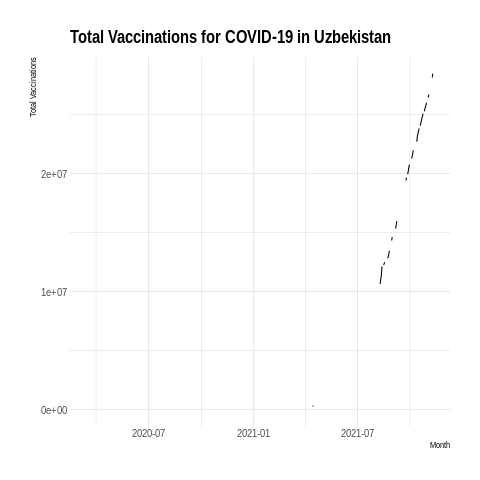 Total Vaccinations for COVID-19 in Uzbekistan
Total Vaccinations
2e+07
1e+07
0e+00
2020-07
2021-01
2021-07
Month